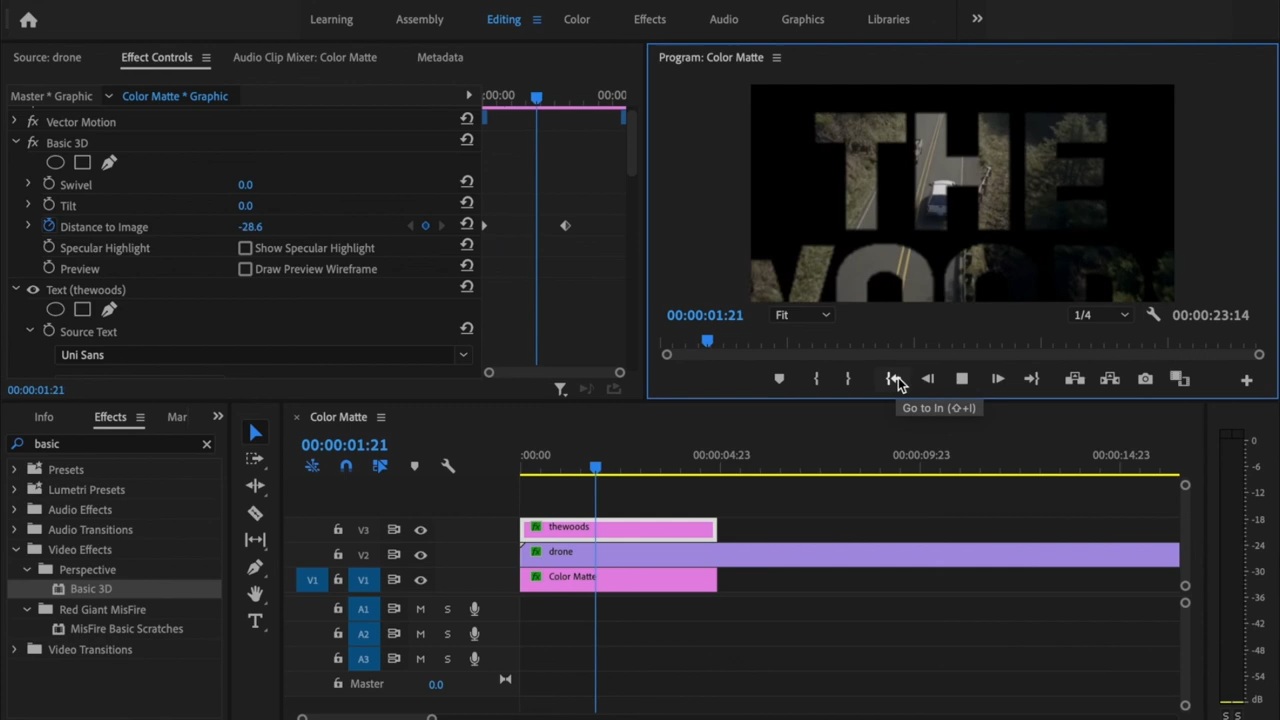 Learning Assembly Editing Color Effects Audio Graphics Libraries
Source: drone Effect Controls Audio Clip Mixer: Color Matte Metadata
Master * Graphic Color Matte * Graphic :00:00 00:00
fx Vector Motion
fx Basic 3D
Swivel 0.0
Tilt 0.0
Distance to Image -28.6
Specular Highlight Show Specular Highlight
Preview Draw Preview Wireframe
Text (thewoods)
Source Text
Uni Sans
00:00:01:21
Program: Color Matte
THE
00:00:01:21 Fit 1/4 00:00:23:14
Go to In (⇧+I)
Info Effects Mar
basic
Presets
Lumetri Presets
Audio Effects
Audio Transitions
Video Effects
Perspective
Basic 3D
Red Giant MisFire
MisFire Basic Scratches
Video Transitions
× Color Matte
00:00:01:21
:00:00 00:00:04:23 00:00:09:23 00:00:14:23
V3 fx thewoods
V2 fx drone
V1 V1 fx Color Matte
A1 M S
A2 M S
A3 M S
Master 0.0
0
-6
-12
-18
-24
-30
-36
-42
-48
-54
dB
S S